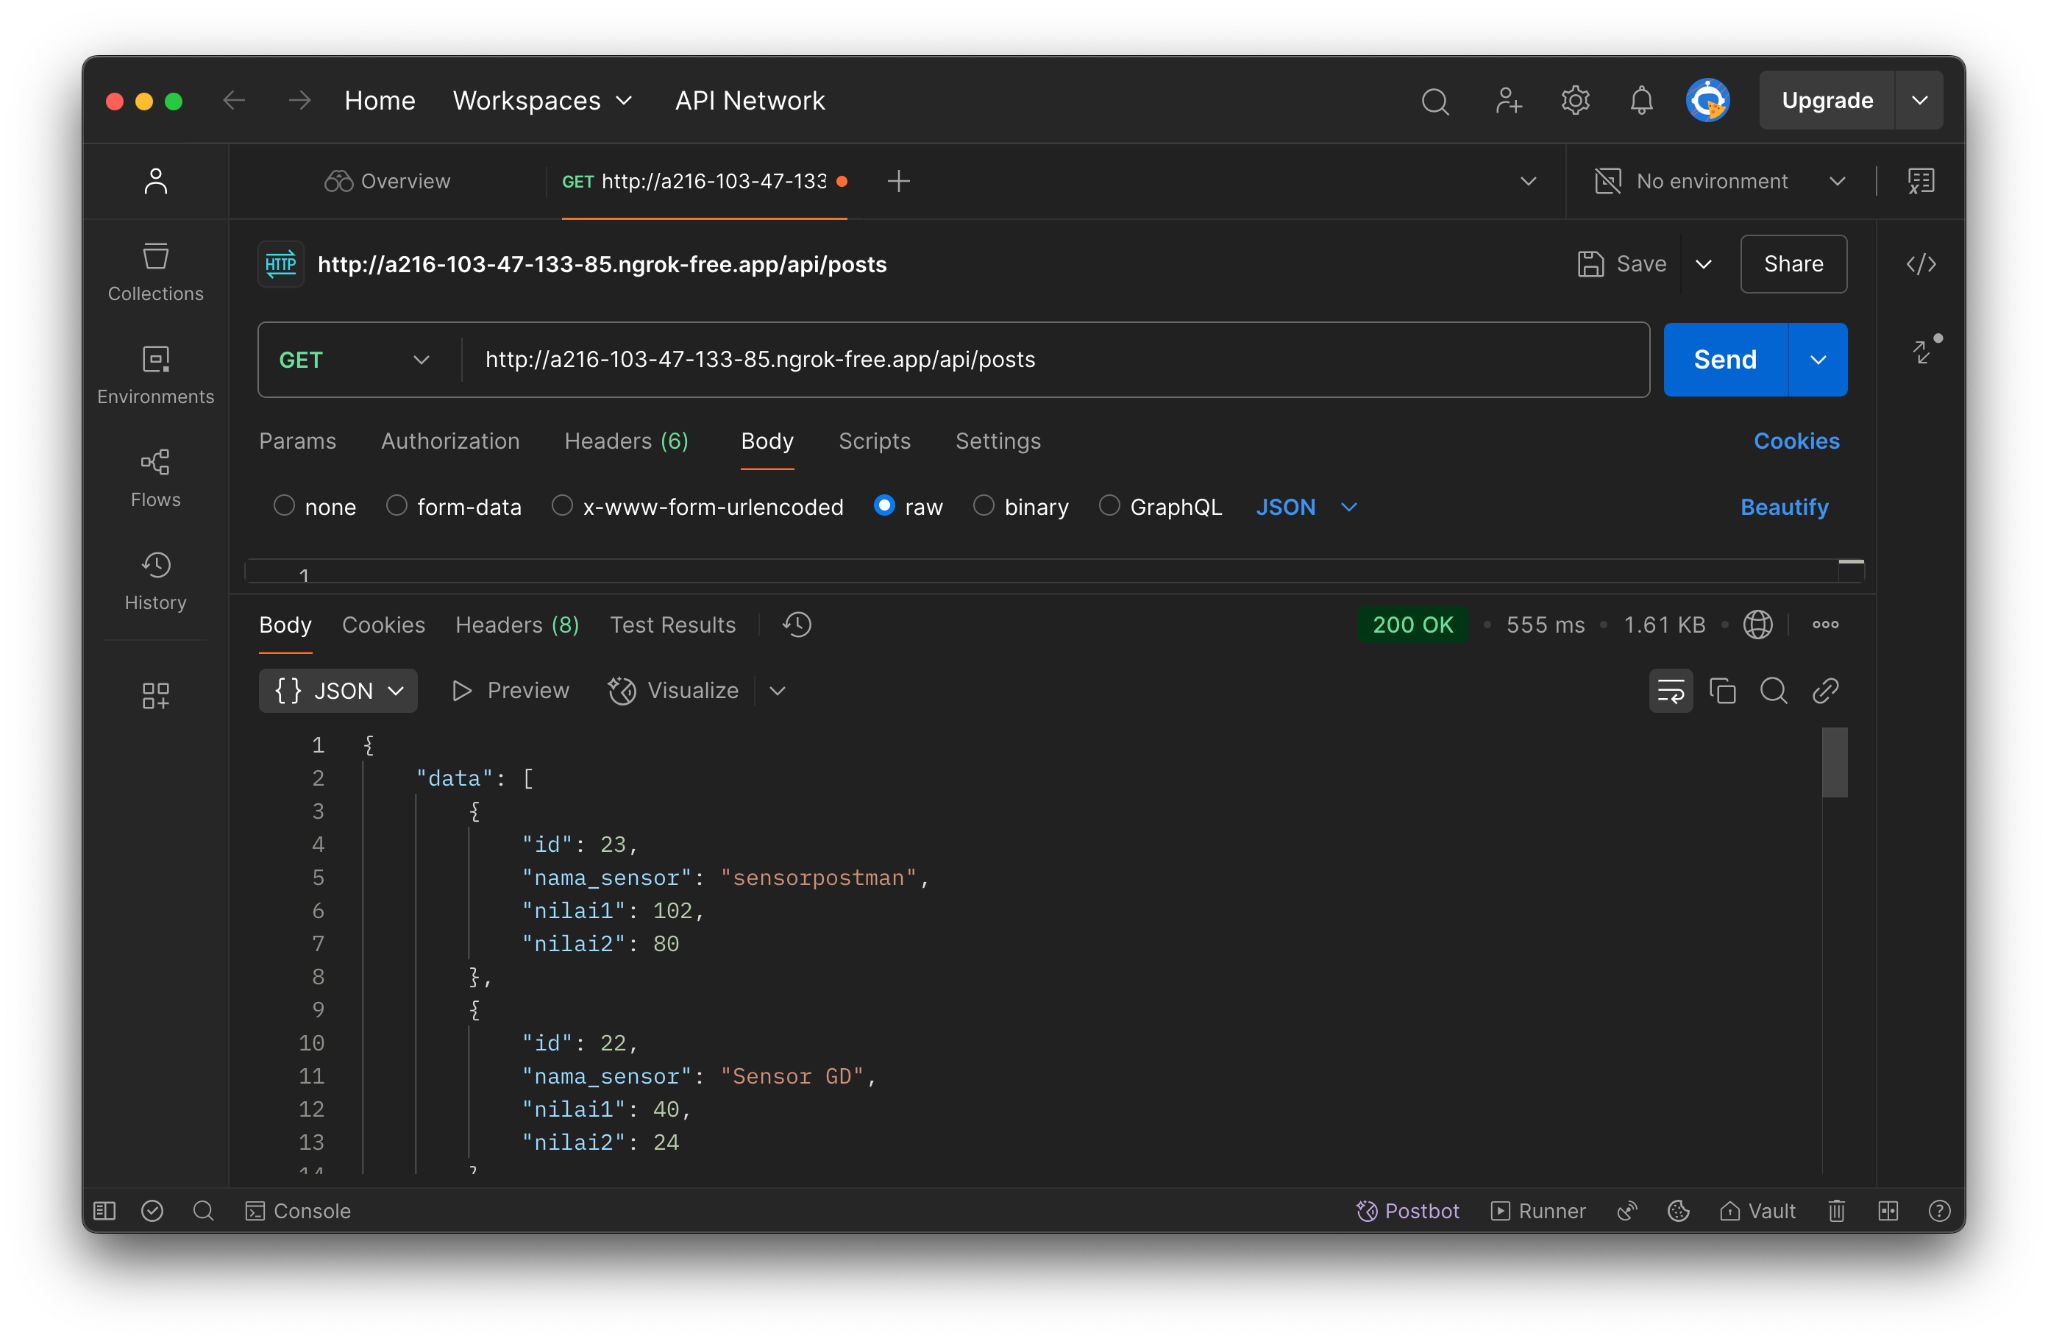 Home Workspaces API Network Upgrade
Overview GET http://a216-103-47-133 No environment
HTTP http://a216-103-47-133-85.ngrok-free.app/api/posts Save Share
Collections
GET http://a216-103-47-133-85.ngrok-free.app/api/posts Send
Environments
Params Authorization Headers (6) Body Scripts Settings Cookies
Flows
none form-data x-www-form-urlencoded raw binary GraphQL JSON Beautify
1
History
Body Cookies Headers (8) Test Results 200 OK • 555 ms • 1.61 KB •
{} JSON Preview Visualize
1 {
2 "data": [
3 {
4 "id": 23,
5 "nama_sensor": "sensorpostman",
6 "nilai1": 102,
7 "nilai2": 80
8 },
9 {
10 "id": 22,
11 "nama_sensor": "Sensor GD",
12 "nilai1": 40,
13 "nilai2": 24
14 }
Console Postbot Runner Vault